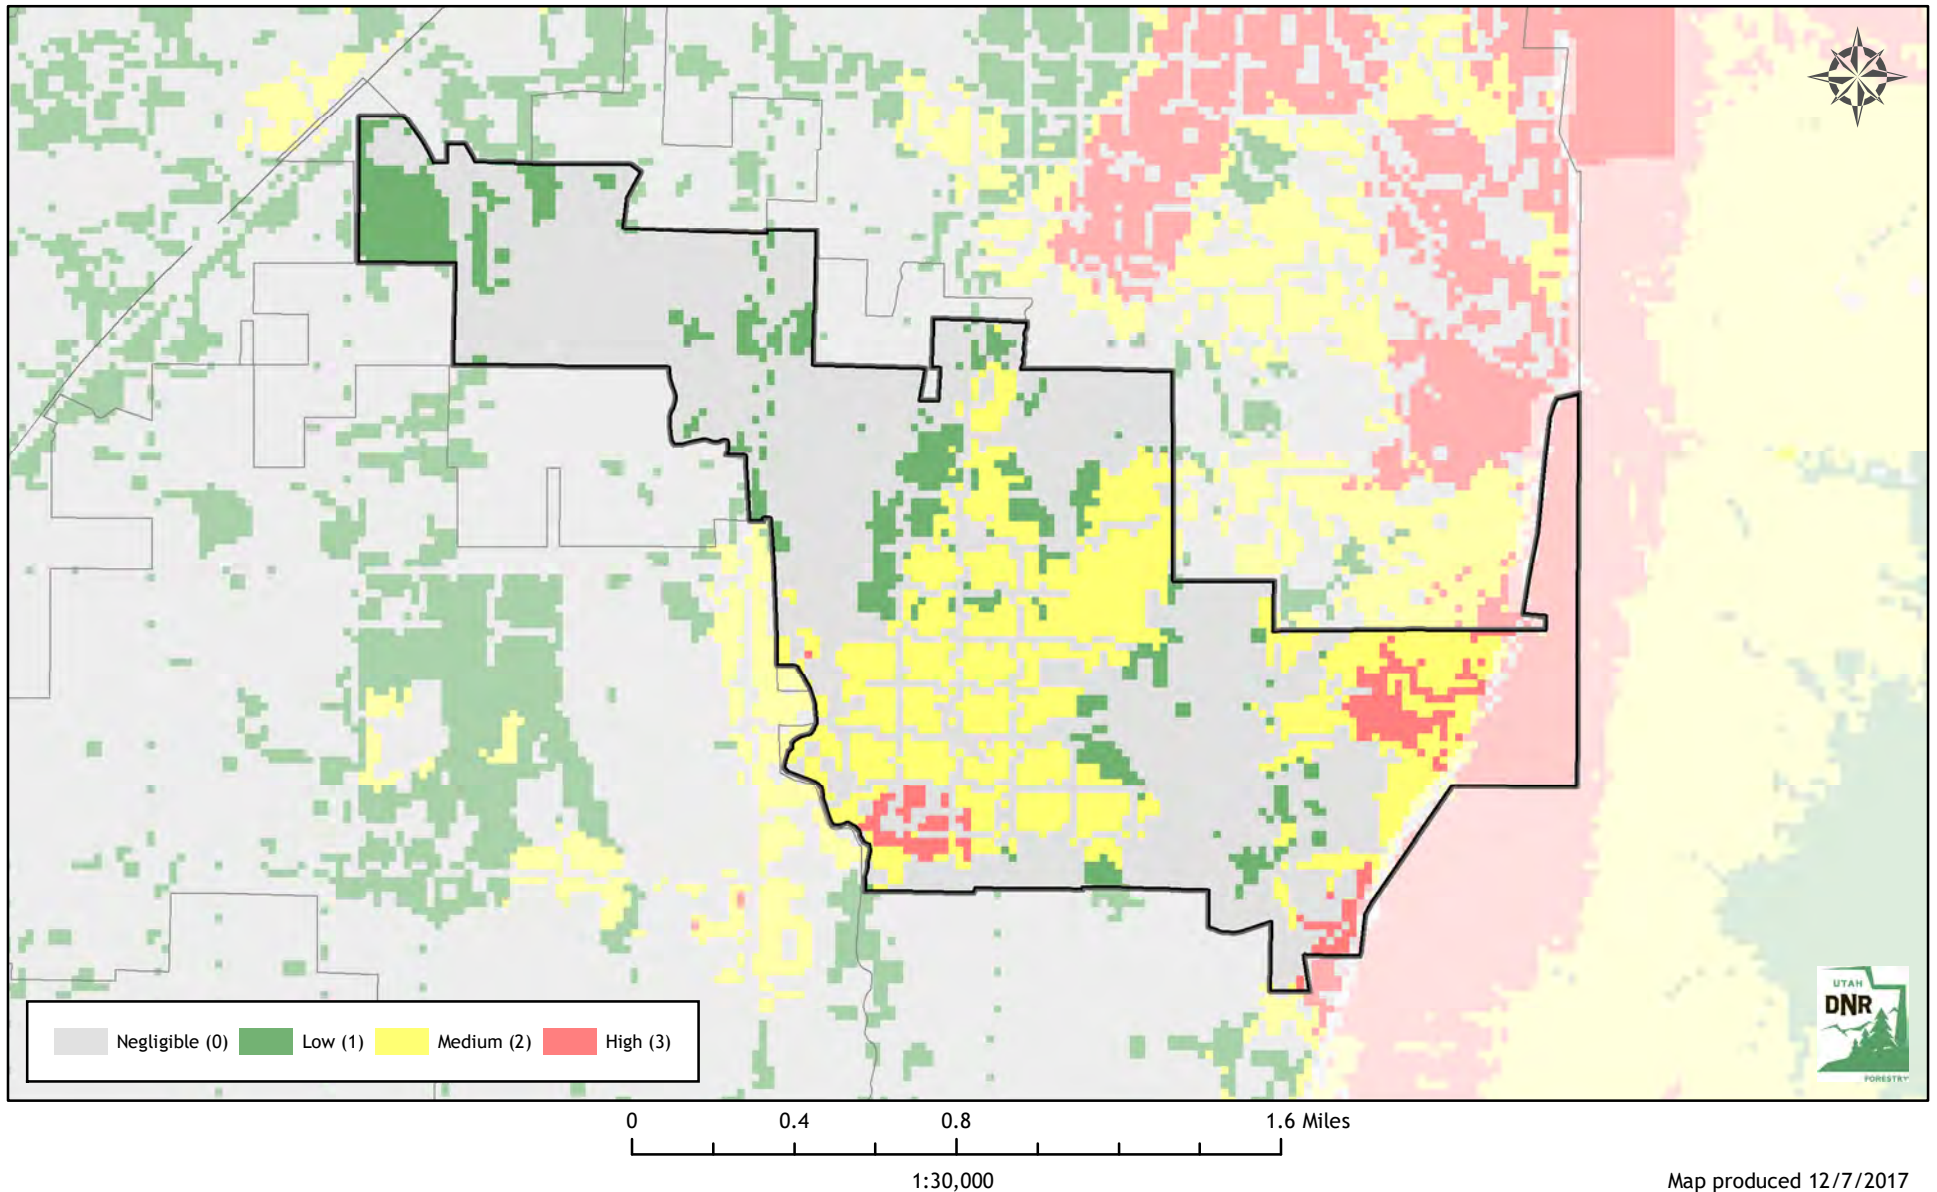 UTAH
DNR
FORESTRY
Negligible (0) Low (1) Medium (2) High (3)
0 0.4 0.8 1.6 Miles
1:30,000
Map produced 12/7/2017